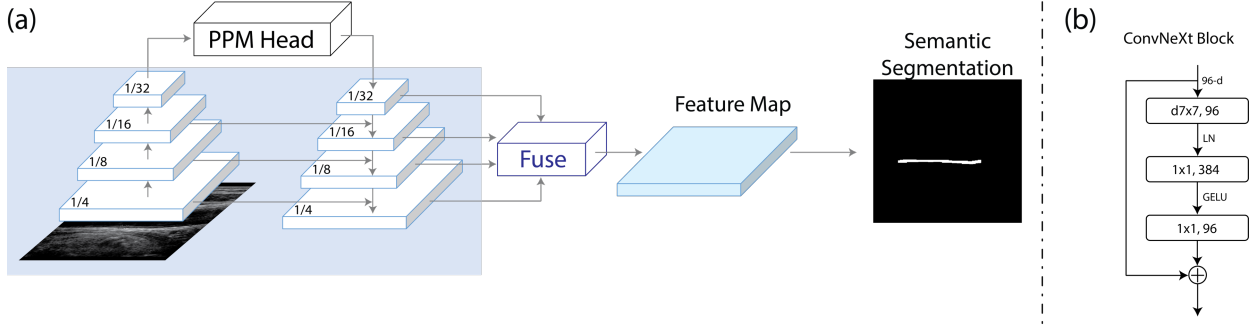 (a)
PPM Head
1/32
1/16
1/8
1/4
1/32
1/16
1/8
1/4
Fuse
Feature Map
Semantic
Segmentation
(b)
ConvNeXt Block
96-d
d7x7, 96
LN
1x1, 384
GELU
1x1, 96